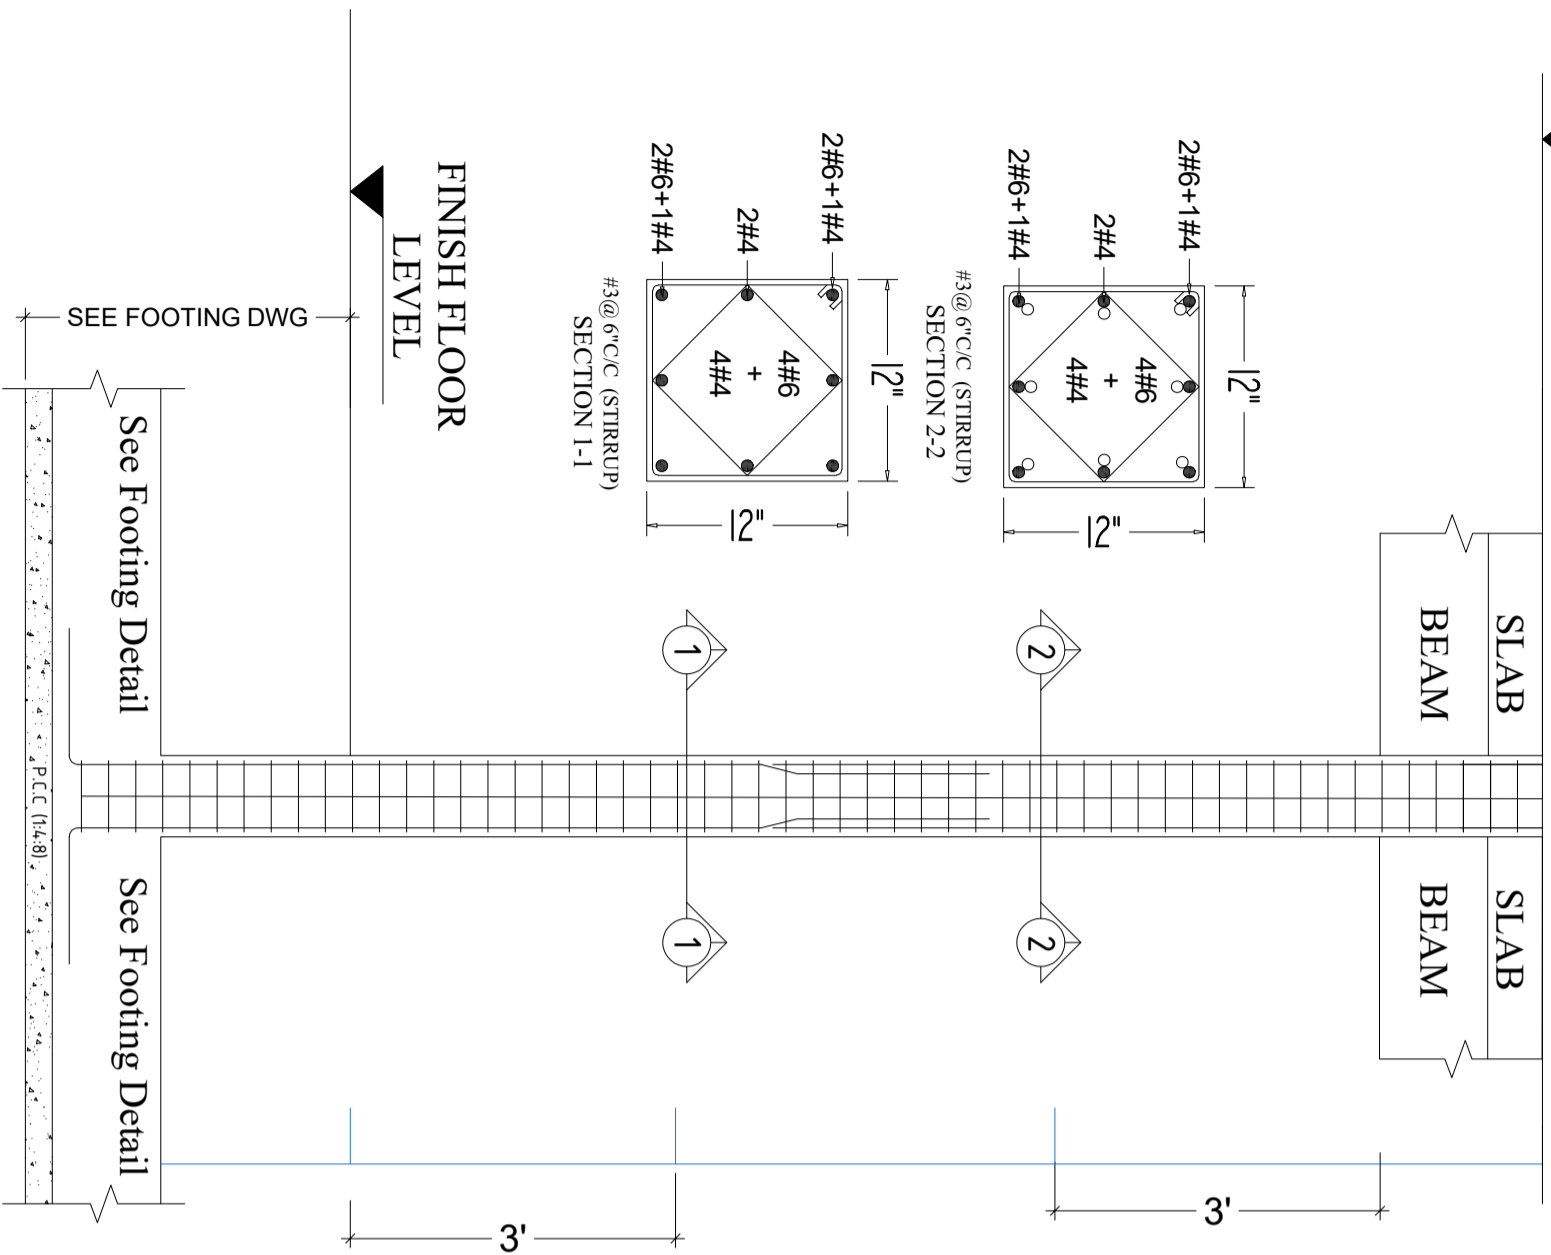 SLAB
SLAB
BEAM
BEAM
12"
2#6+1#4
2#4
2#6+1#4
4#6
+
4#4
12"
#3@ 6"C/C (STIRRUP)
SECTION 2-2
2
2
3'
12"
2#6+1#4
2#4
2#6+1#4
4#6
+
4#4
12"
#3@ 6"C/C (STIRRUP)
SECTION 1-1
1
1
FINISH FLOOR
LEVEL
3'
SEE FOOTING DWG
See Footing Detail
See Footing Detail
P.C.C (1:4:8)